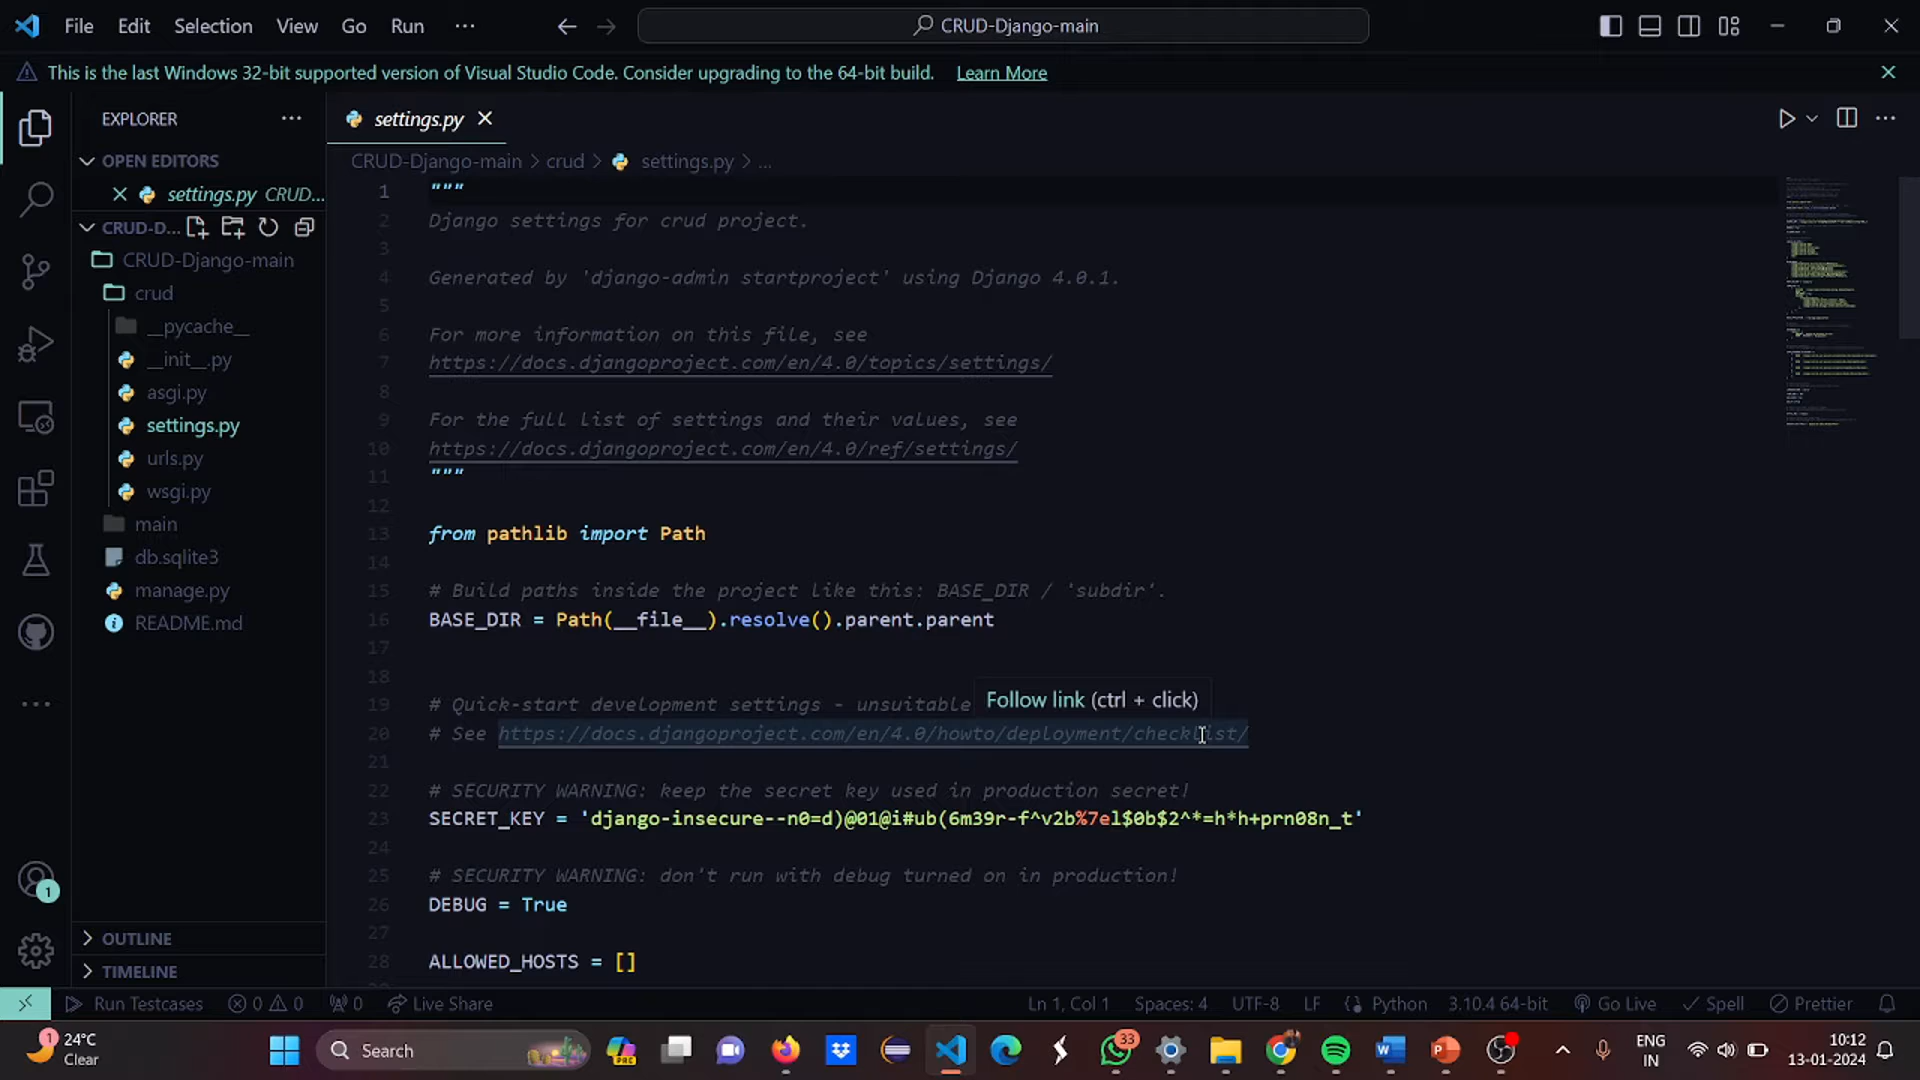 File Edit Selection View Go Run ··· CRUD-Django-main
This is the last Windows 32-bit supported version of Visual Studio Code. Consider upgrading to the 64-bit build. Learn More
EXPLORER
OPEN EDITORS
settings.py CRUD...
CRUD-D...
CRUD-Django-main
crud
__pycache__
__init__.py
asgi.py
settings.py
urls.py
wsgi.py
main
db.sqlite3
manage.py
README.md
OUTLINE
TIMELINE
settings.py
CRUD-Django-main > crud > settings.py > ...
1 """
2 Django settings for crud project.
3
4 Generated by 'django-admin startproject' using Django 4.0.1.
5
6 For more information on this file, see
7 https://docs.djangoproject.com/en/4.0/topics/settings/
8
9 For the full list of settings and their values, see
10 https://docs.djangoproject.com/en/4.0/ref/settings/
11 """
12
13 from pathlib import Path
14
15 # Build paths inside the project like this: BASE_DIR / 'subdir'.
16 BASE_DIR = Path(__file__).resolve().parent.parent
17
18
Follow link (ctrl + click)
19 # Quick-start development settings - unsuitable
20 # See https://docs.djangoproject.com/en/4.0/howto/deployment/checklist/
21
22 # SECURITY WARNING: keep the secret key used in production secret!
23 SECRET_KEY = 'django-insecure--n0=d)@01@i#ub(6m39r-f^v2b%7el$0b$2^*=h*h+prn08n_t'
24
25 # SECURITY WARNING: don't run with debug turned on in production!
26 DEBUG = True
27
28 ALLOWED_HOSTS = []
Run Testcases 0 0 0 Live Share Ln 1, Col 1 Spaces: 4 UTF-8 LF Python 3.10.4 64-bit Go Live Spell Prettier
1
1 24°C
Clear
Search
PRE
33
ENG
IN
10:12
13-01-2024